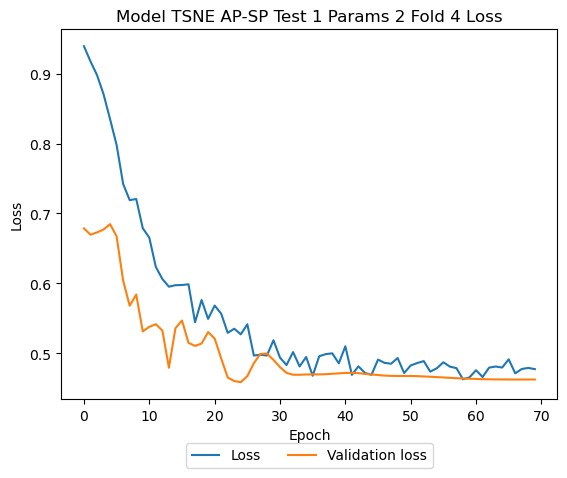 Model TSNE AP-SP Test 1 Params 2 Fold 4 Loss
0.9
0.8
0.7
0.6
0.5
Loss
0 10 20 30 40 50 60 70
Epoch
Loss Validation loss